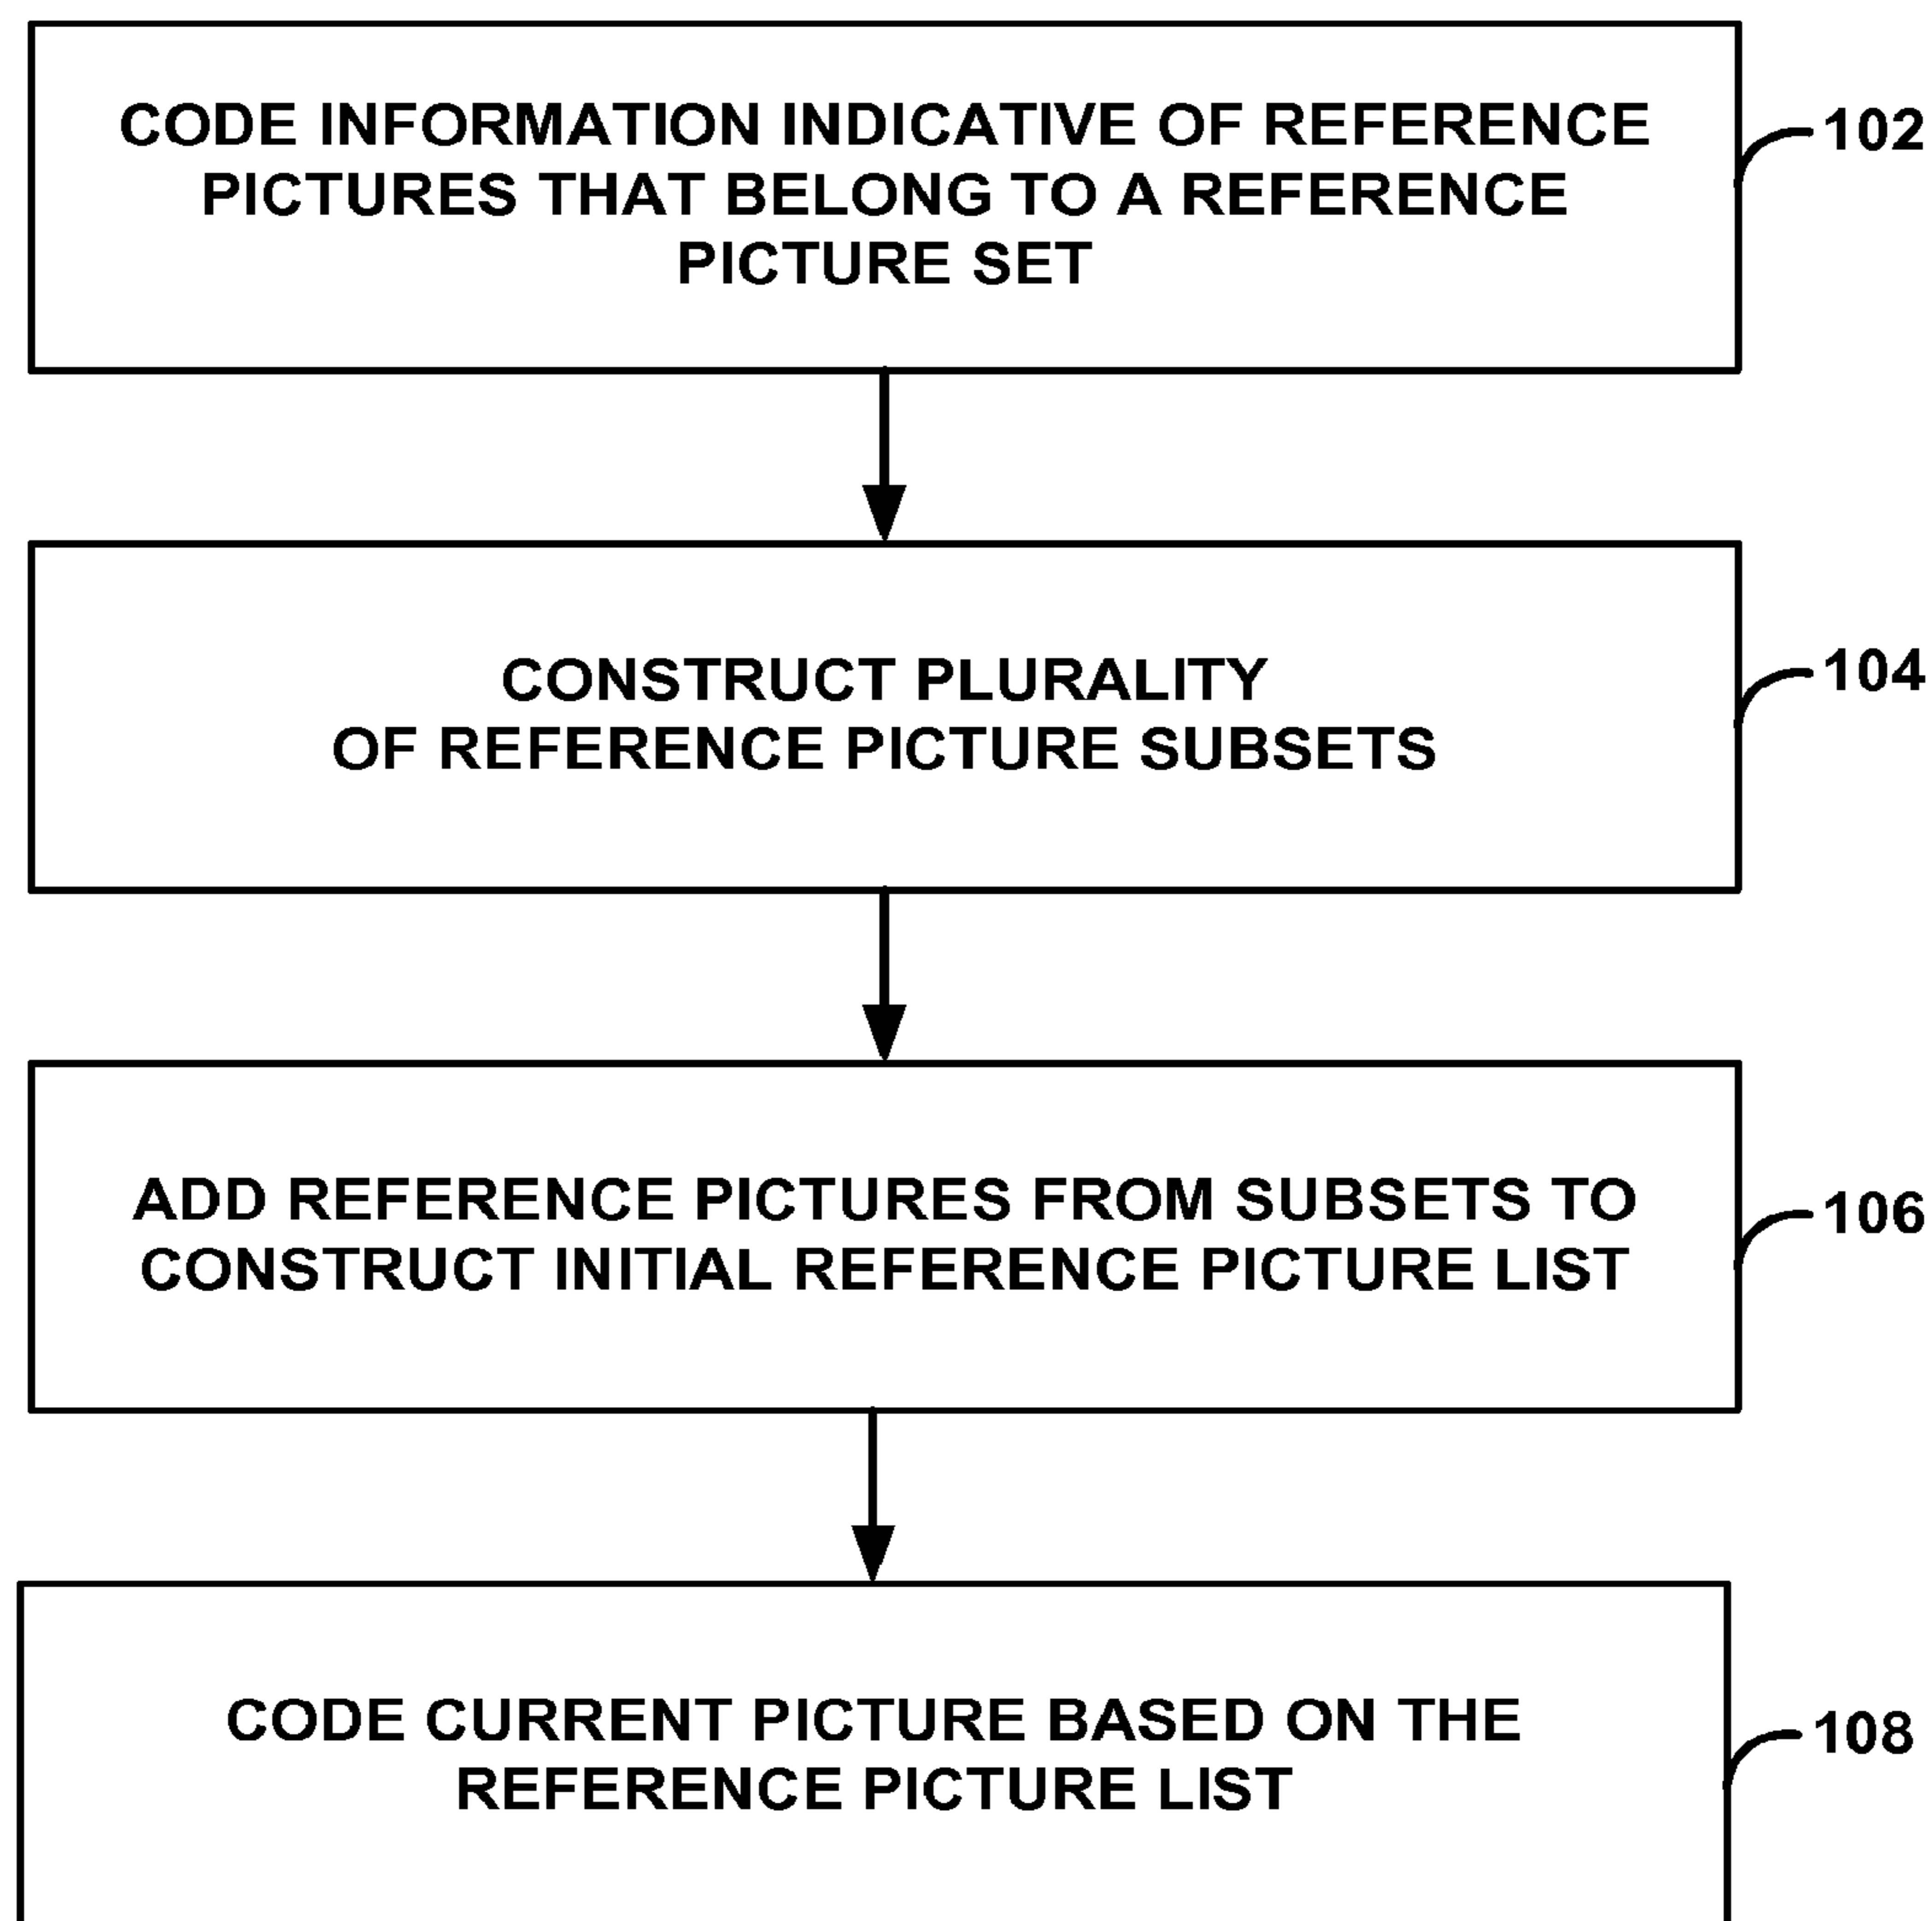 CODE INFORMATION INDICATIVE OF REFERENCE
PICTURES THAT BELONG TO A REFERENCE
PICTURE SET
102
CONSTRUCT PLURALITY
OF REFERENCE PICTURE SUBSETS
104
ADD REFERENCE PICTURES FROM SUBSETS TO
CONSTRUCT INITIAL REFERENCE PICTURE LIST
106
CODE CURRENT PICTURE BASED ON THE
REFERENCE PICTURE LIST
108